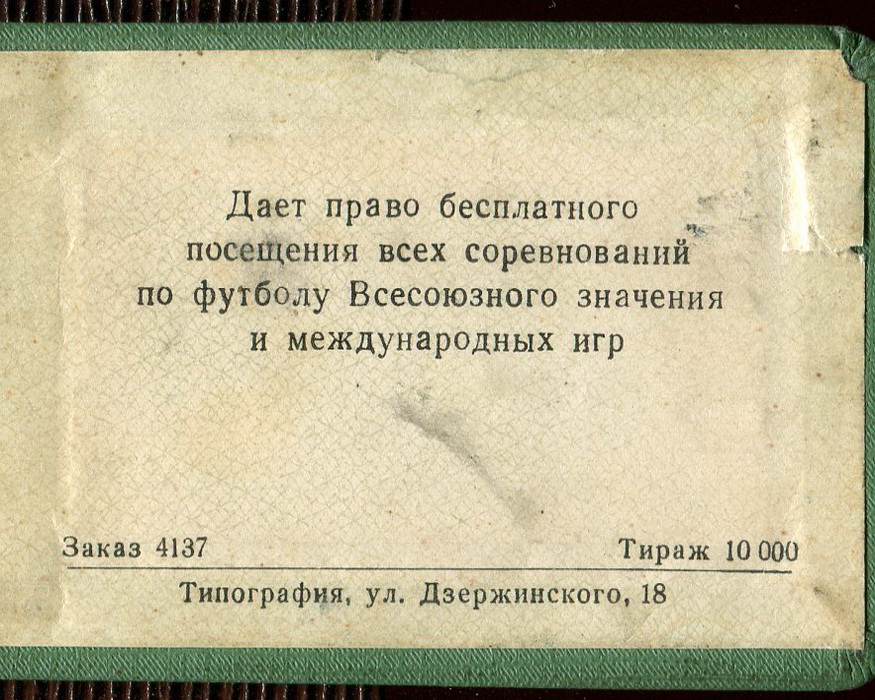 Дает право бесплатного
посещения всех соревнований
по футболу Всесоюзного значения
и международных игр
Заказ 4137 Тираж 10 000
Типография, ул. Дзержинского, 18